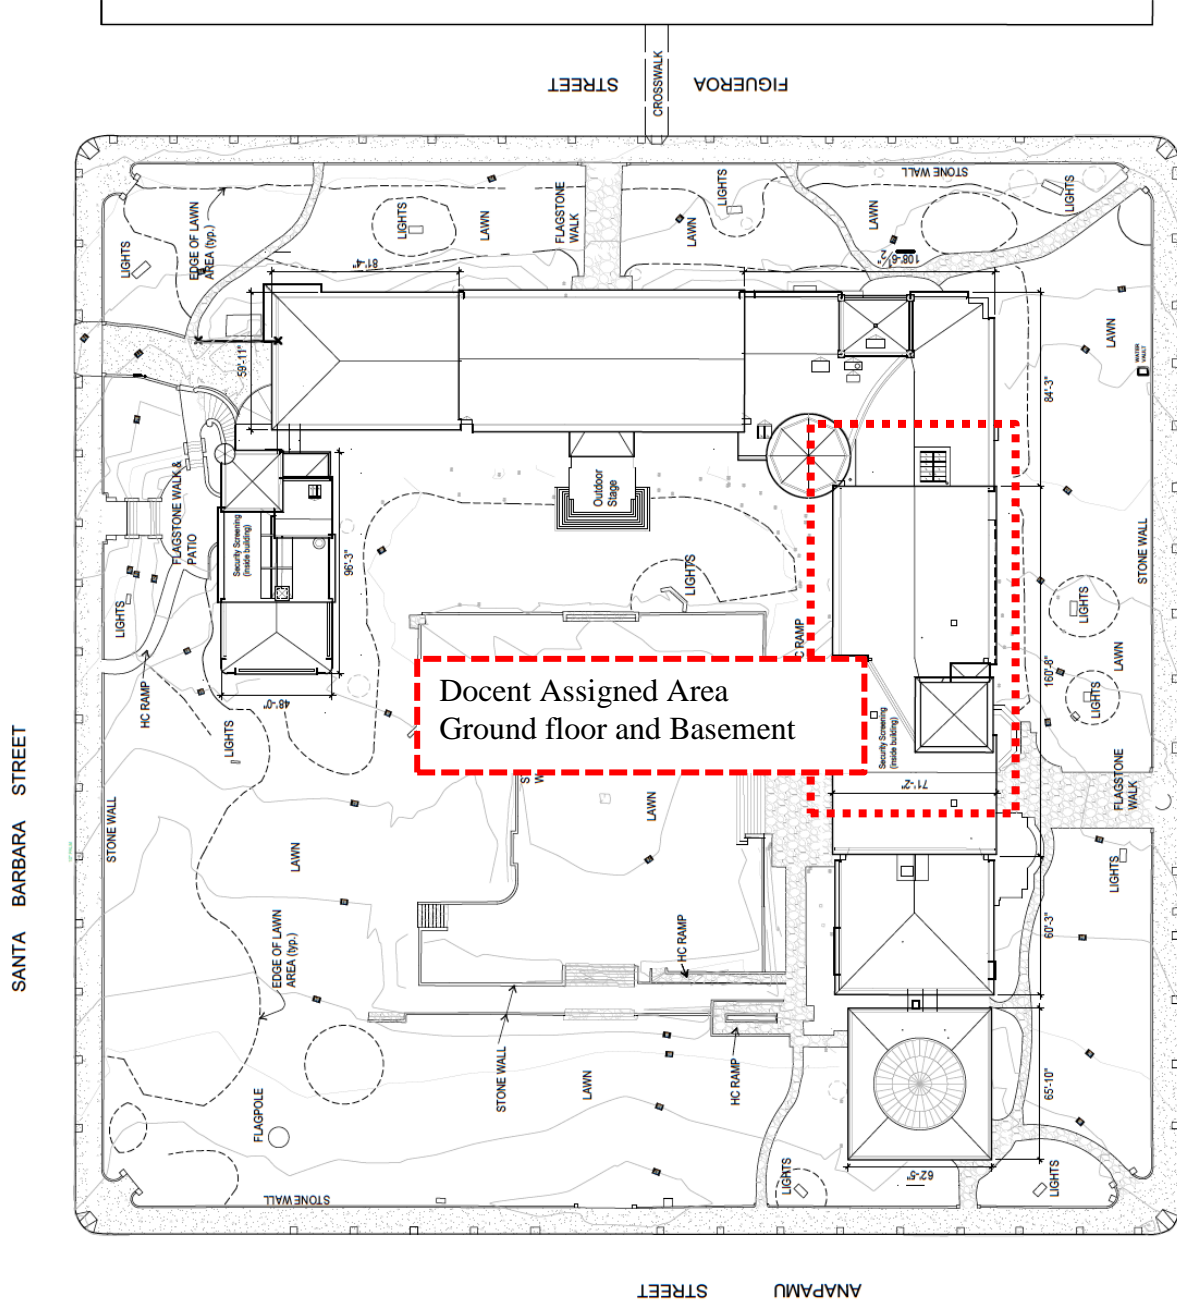 FIGUEROA STREET
CROSSWALK
STONE WALL
LIGHTS
LIGHTS
LIGHTS
LIGHTS
EDGE OF LAWN
AREA (typ.)
LAWN
FLAGSTONE
WALK
LAWN
LAWN
81'-4"
108'-6½"
59'-11"
LAWN
WATER
VAULT
84'-3"
FLAGSTONE WALK &
PATIO
Security Screening
(inside building)
96'-3"
Outdoor
Stage
LIGHTS
STONE WALL
LIGHTS
LIGHTS
HC RAMP
48'-0"
C RAMP
LAWN
160'-8"
LIGHTS
Docent Assigned Area
Ground floor and Basement
Security Screening
(inside building)
71'-2"
LIGHTS
FLAGSTONE
WALK
SANTA BARBARA STREET
STONE WALL
LAWN
LAWN
LIGHTS
EDGE OF LAWN
AREA (typ.)
HC RAMP
60'-3"
STONE WALL
LAWN
HC RAMP
65'-10"
FLAGPOLE
STONE WALL
LIGHTS
62'-5"
LIGHTS
ANAPAMU STREET